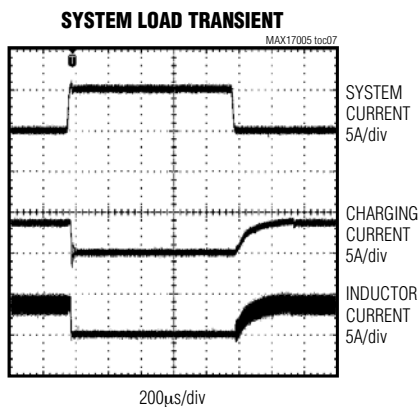 SYSTEM LOAD TRANSIENT
MAX17005 toc07
T
SYSTEM
CURRENT
5A/div
CHARGING
CURRENT
5A/div
INDUCTOR
CURRENT
5A/div
200μs/div